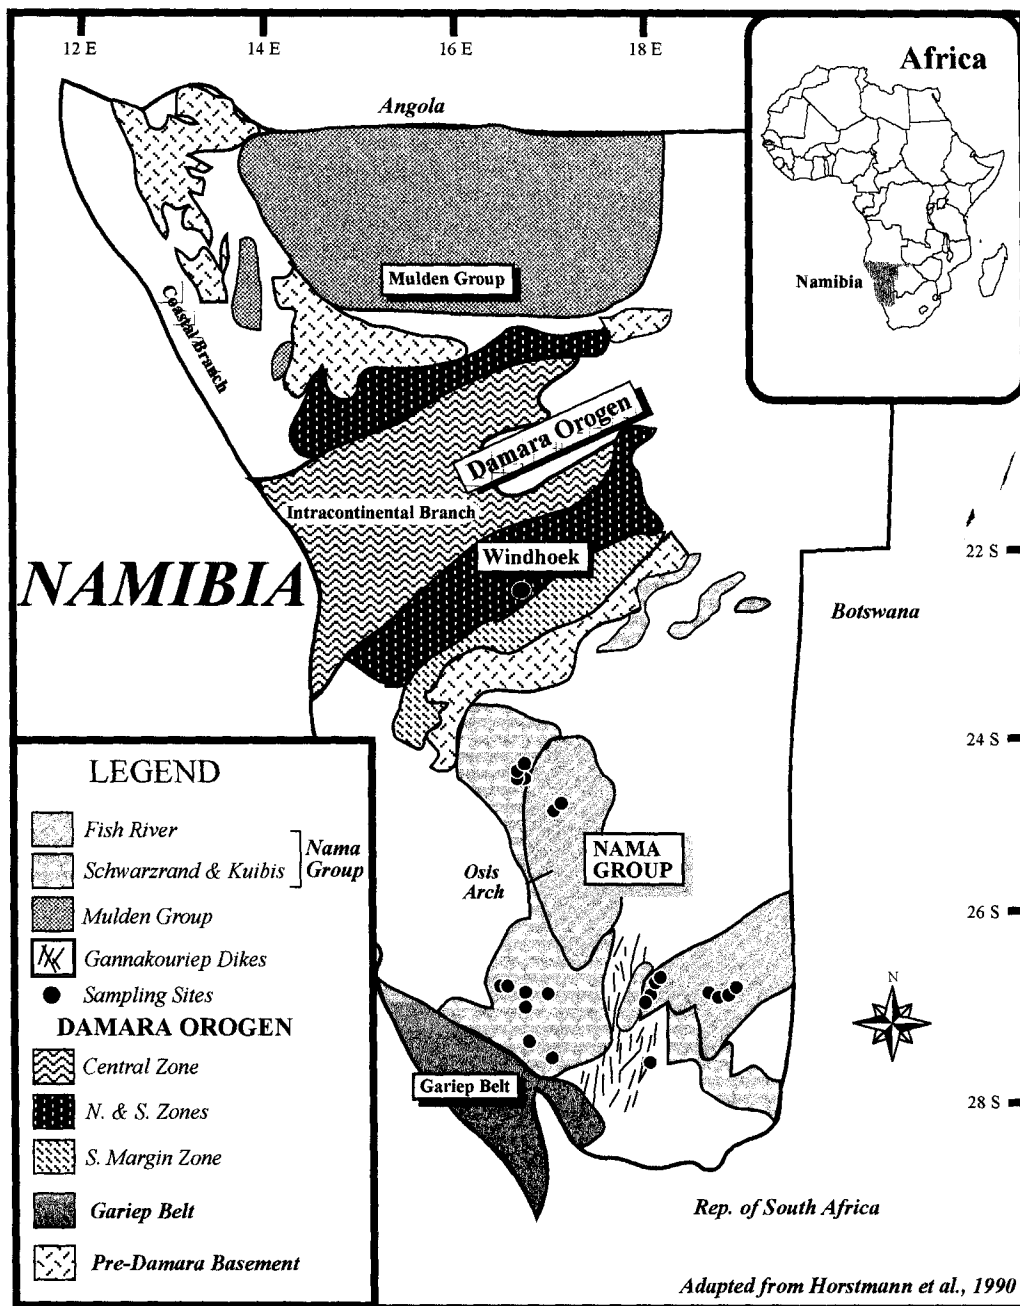 12 E
14 E
16 E
18 E
Africa
Angola
Namibia
Mulden Group
Coastal Branch
Damara Orogen
Intracontinental Branch
Windhoek
22 S
NAMIBIA
Botswana
24 S
LEGEND
Fish River
Schwarzrand & Kuibis
Nama
Group
Mulden Group
Gannakouriep Dikes
Sampling Sites
DAMARA OROGEN
Central Zone
N. & S. Zones
S. Margin Zone
Gariep Belt
Pre-Damara Basement
NAMA
GROUP
Osis
Arch
26 S
N
Gariep Belt
28 S
Rep. of South Africa
Adapted from Horstmann et al., 1990